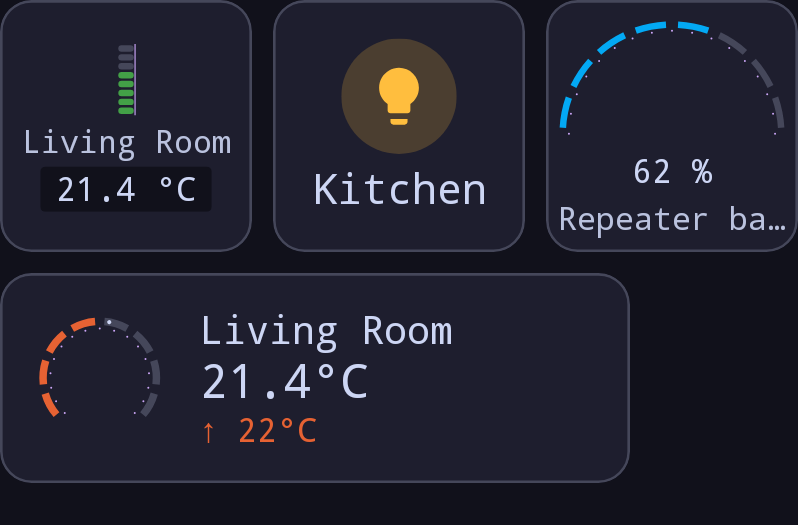 Living Room
21.4 °C
Kitchen
62 %
Repeater ba…
Living Room
21.4°C
↑ 22°C